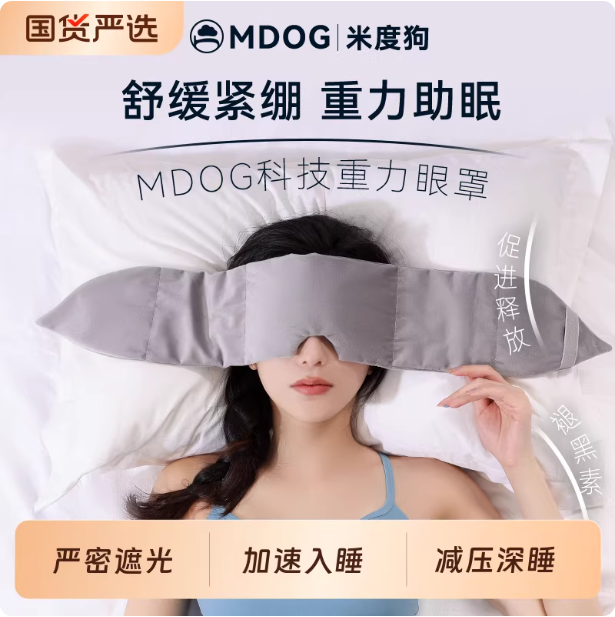 国货严选
MDOG|米度狗
舒缓紧绷 重力助眠
MDOG科技重力眼罩
促进释放
褪黑素
严密遮光 加速入睡 减压深睡